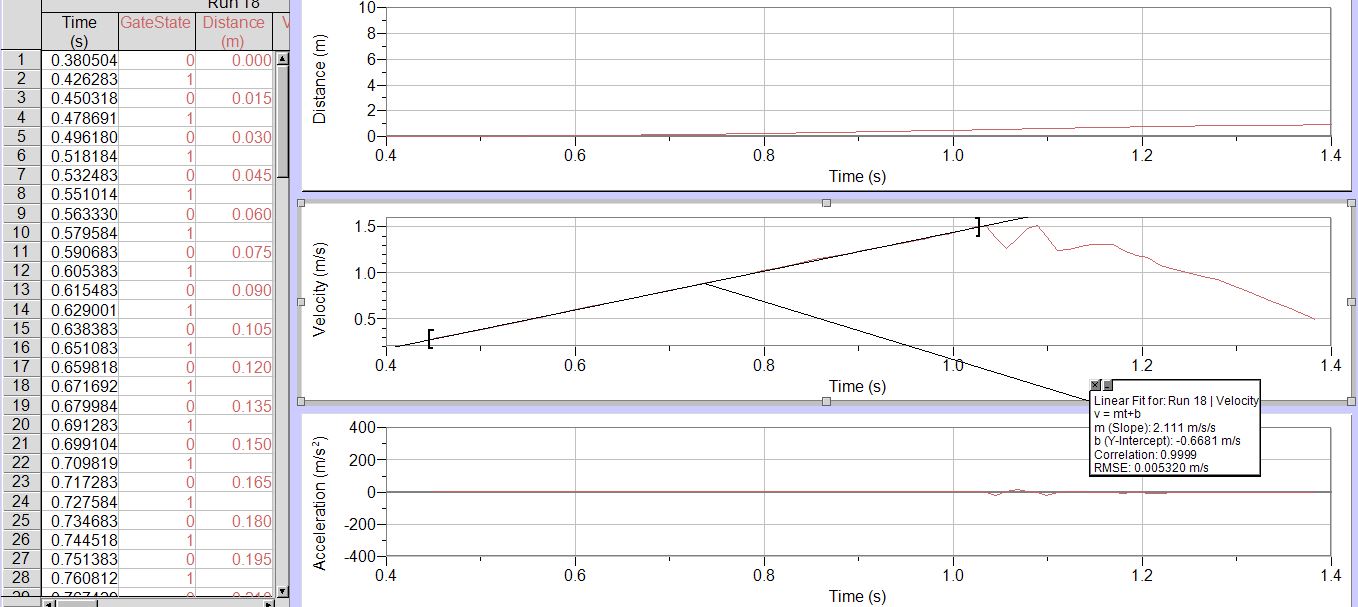 Run 18
Time GateState Distance V
(s) (m)
1 0.380504 0 0.000
2 0.426283 1
3 0.450318 0 0.015
4 0.478691 1
5 0.496180 0 0.030
6 0.518184 1
7 0.532483 0 0.045
8 0.551014 1
9 0.563330 0 0.060
10 0.579584 1
11 0.590683 0 0.075
12 0.605383 1
13 0.615483 0 0.090
14 0.629001 1
15 0.638383 0 0.105
16 0.651083 1
17 0.659818 0 0.120
18 0.671692 1
19 0.679984 0 0.135
20 0.691283 1
21 0.699104 0 0.150
22 0.709819 1
23 0.717283 0 0.165
24 0.727584 1
25 0.734683 0 0.180
26 0.744518 1
27 0.751383 0 0.195
28 0.760812 1
Distance (m)
10
8
6
4
2
0
0.4 0.6 0.8 1.0 1.2 1.4
Time (s)
Velocity (m/s)
1.5
1.0
0.5
0.4 0.6 0.8 1.0 1.2 1.4
Time (s)
Linear Fit for: Run 18 | Velocity
v = mt+b
m (Slope): 2.111 m/s/s
b (Y-Intercept): -0.6681 m/s
Correlation: 0.9999
RMSE: 0.005320 m/s
Acceleration (m/s²)
400
200
0
-200
-400
0.4 0.6 0.8 1.0 1.2 1.4
Time (s)